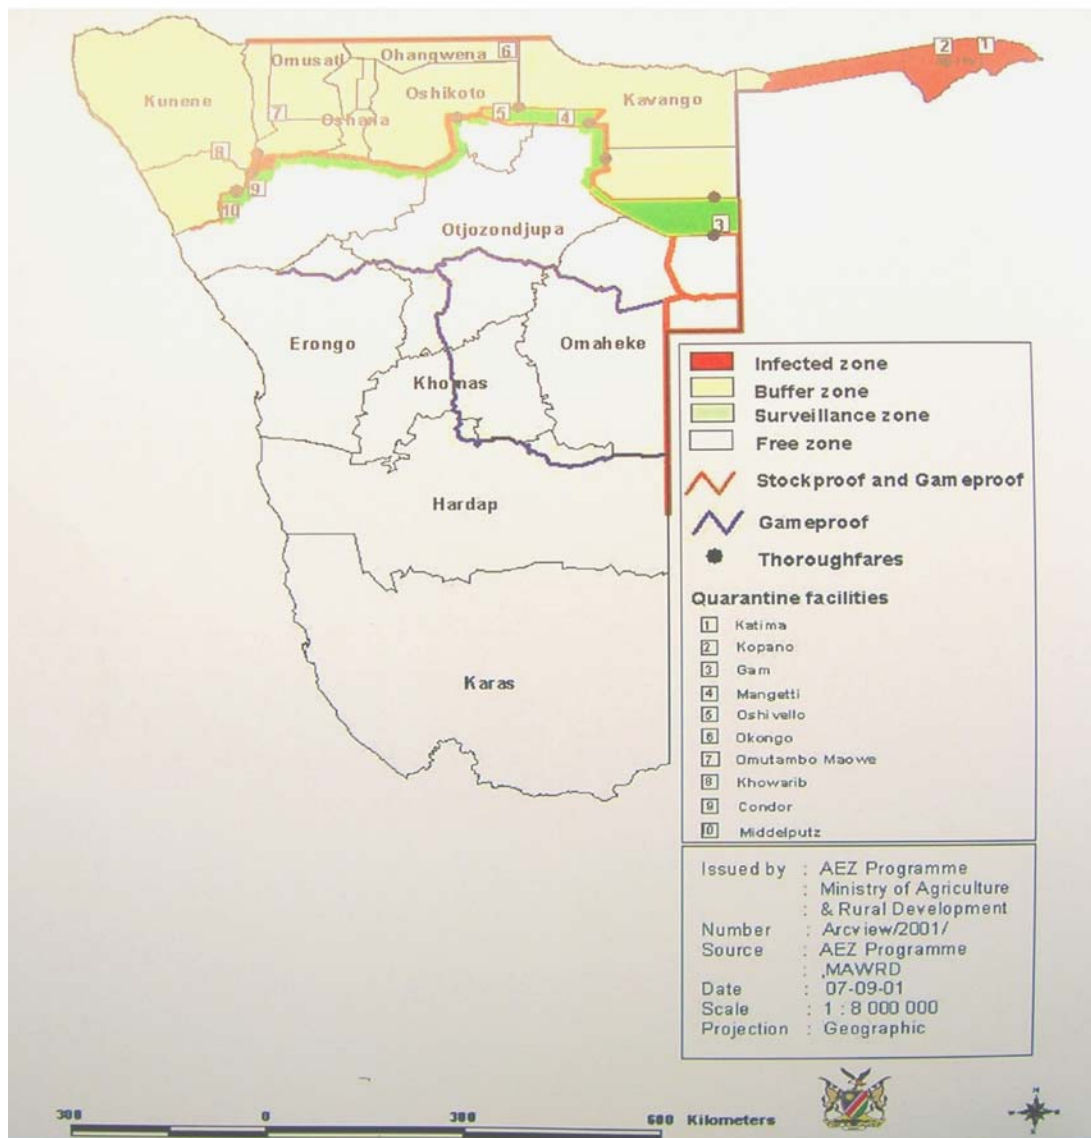 Omusati
Ohangwena
6
2
1
Kunene
Oshikoto
Kavango
7
Oshana
5
4
8
9
10
3
Otjozondjupa
Erongo
Omaheke
Khomas
Hardap
Karas
Infected zone
Buffer zone
Surveillance zone
Free zone
Stockproof and Gameproof
Gameproof
Thoroughfares
Quarantine facilities
1 Katima
2 Kopano
3 Gam
4 Mangetti
5 Oshivello
6 Okongo
7 Omutambo Maowe
8 Khowarib
9 Condor
10 Middelputz
Issued by : AEZ Programme
: Ministry of Agriculture
: & Rural Development
Number : Arcview/2001/
Source : AEZ Programme
: ,MAWRD
Date : 07-09-01
Scale : 1 : 8 000 000
Projection : Geographic
300 0 300 600 Kilometers